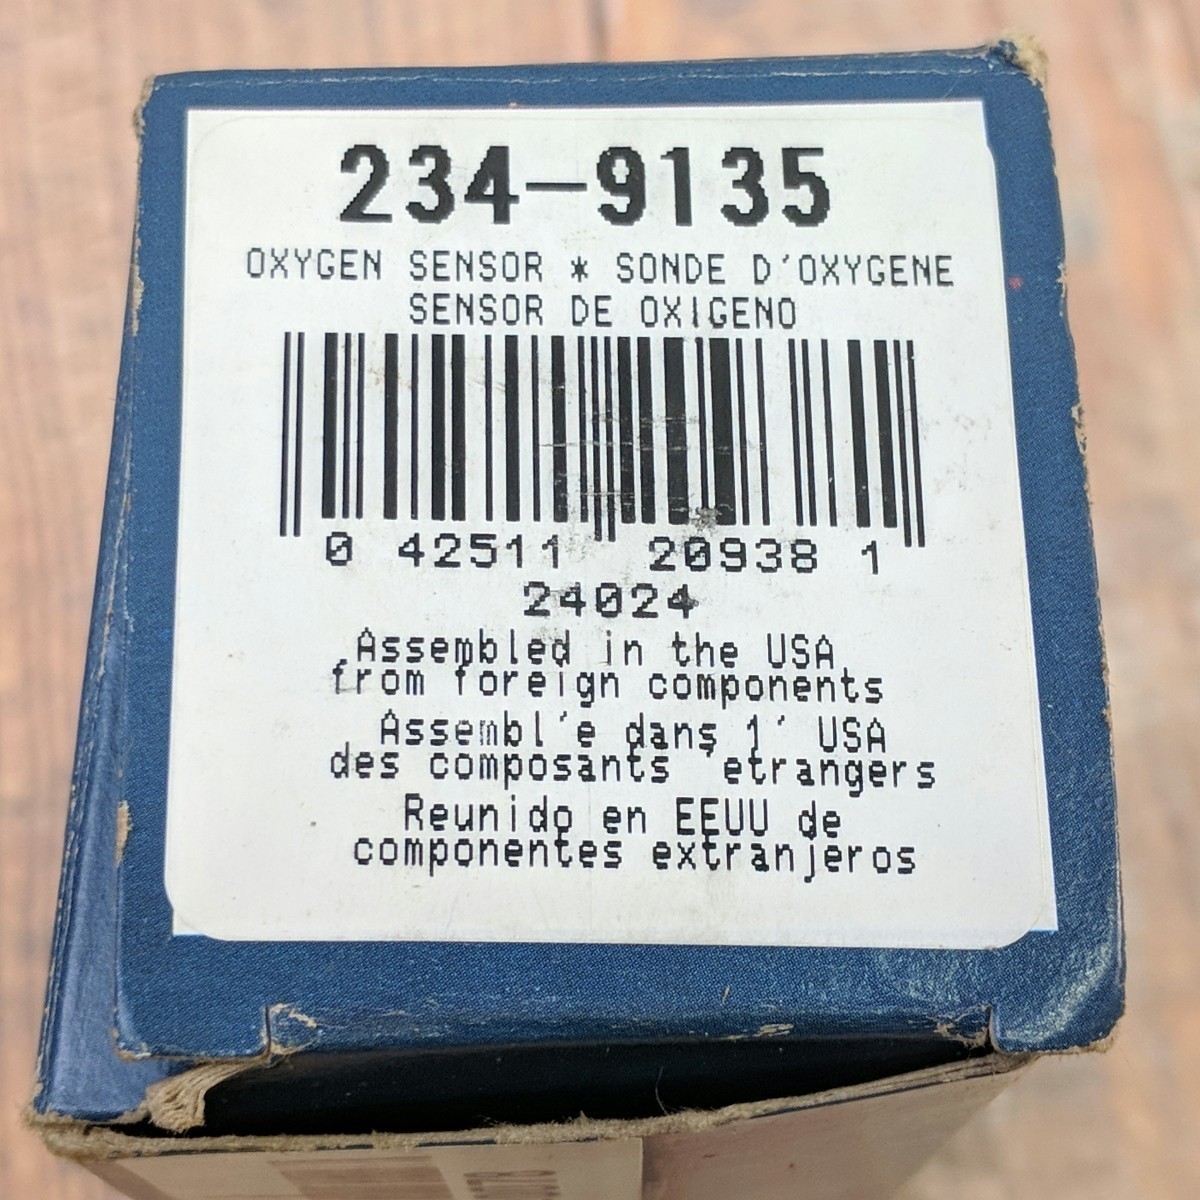 234-9135
OXYGEN SENSOR * SONDE D'OXYGENE
SENSOR DE OXIGENO
0 42511 20938 1
24024
Assembled in the USA
from foreign components
Assembl'e dans l' USA
des composants 'etrangers
Reunido en EEUU de
componentes extranjeros